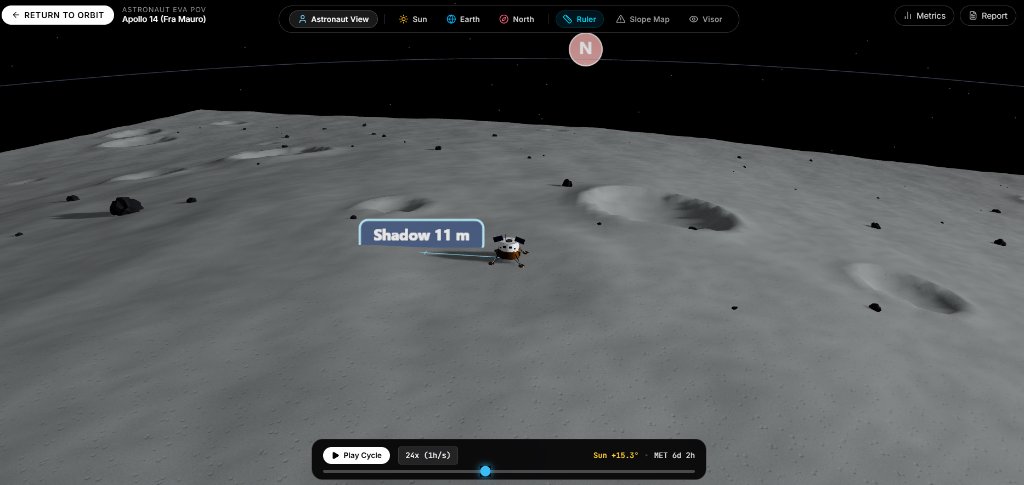 ← RETURN TO ORBIT
ASTRONAUT EVA POV
Apollo 14 (Fra Mauro)
Astronaut View
Sun
Earth
North
Ruler
Slope Map
Visor
Metrics
Report
N
Shadow 11 m
Play Cycle
24x (1h/s)
Sun +15.3° · MET 6d 2h